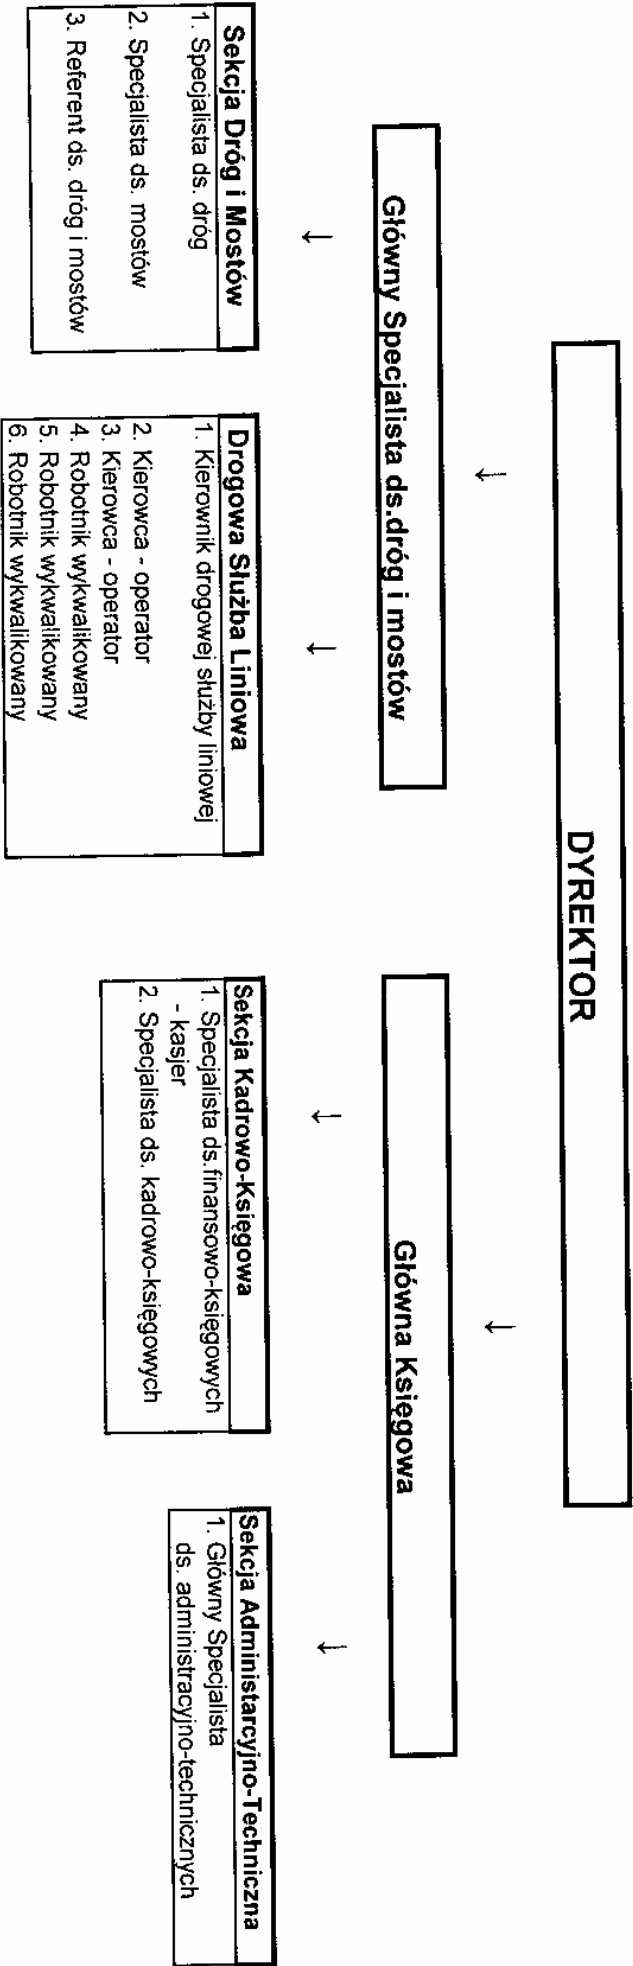 DYREKTOR
↓
↓
Główny Specjalista ds.dróg i mostów
Główna Księgowa
↓
↓
↓
↓
Sekcja Dróg i Mostów
1. Specjalista ds. dróg
2. Specjalista ds. mostów
3. Referent ds. dróg i mostów
Drogowa Służba Liniowa
1. Kierownik drogowej służby liniowej
2. Kierowca - operator
3. Kierowca - operator
4. Robotnik wykwalikowany
5. Robotnik wykwalikowany
6. Robotnik wykwalikowany
Sekcja Kadrowo-Księgowa
1. Specjalista ds.finansowo-księgowych
- kasjer
2. Specjalista ds. kadrowo-księgowych
Sekcja Administarcyjno-Techniczna
1. Główny Specjalista
ds. administracyjno-technicznych